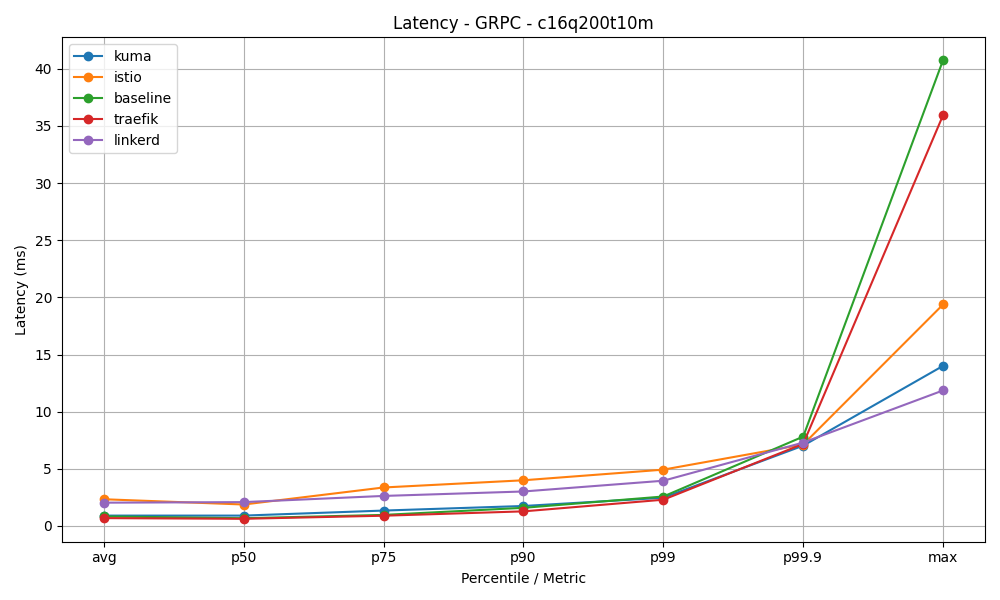 Latency - GRPC - c16q200t10m
kuma
istio
baseline
traefik
linkerd
Latency (ms)
40
35
30
25
20
15
10
5
0
avg p50 p75 p90 p99 p99.9 max
Percentile / Metric